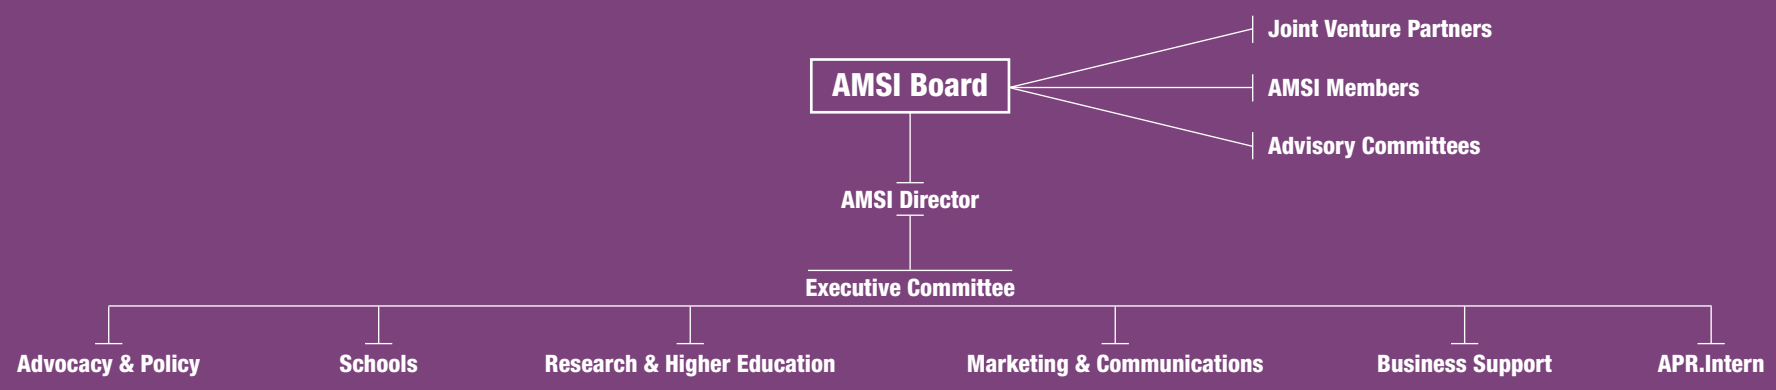 Joint Venture Partners
AMSI Board
AMSI Members
Advisory Committees
AMSI Director
Executive Committee
Advocacy & Policy
Schools
Research & Higher Education
Marketing & Communications
Business Support
APR.Intern